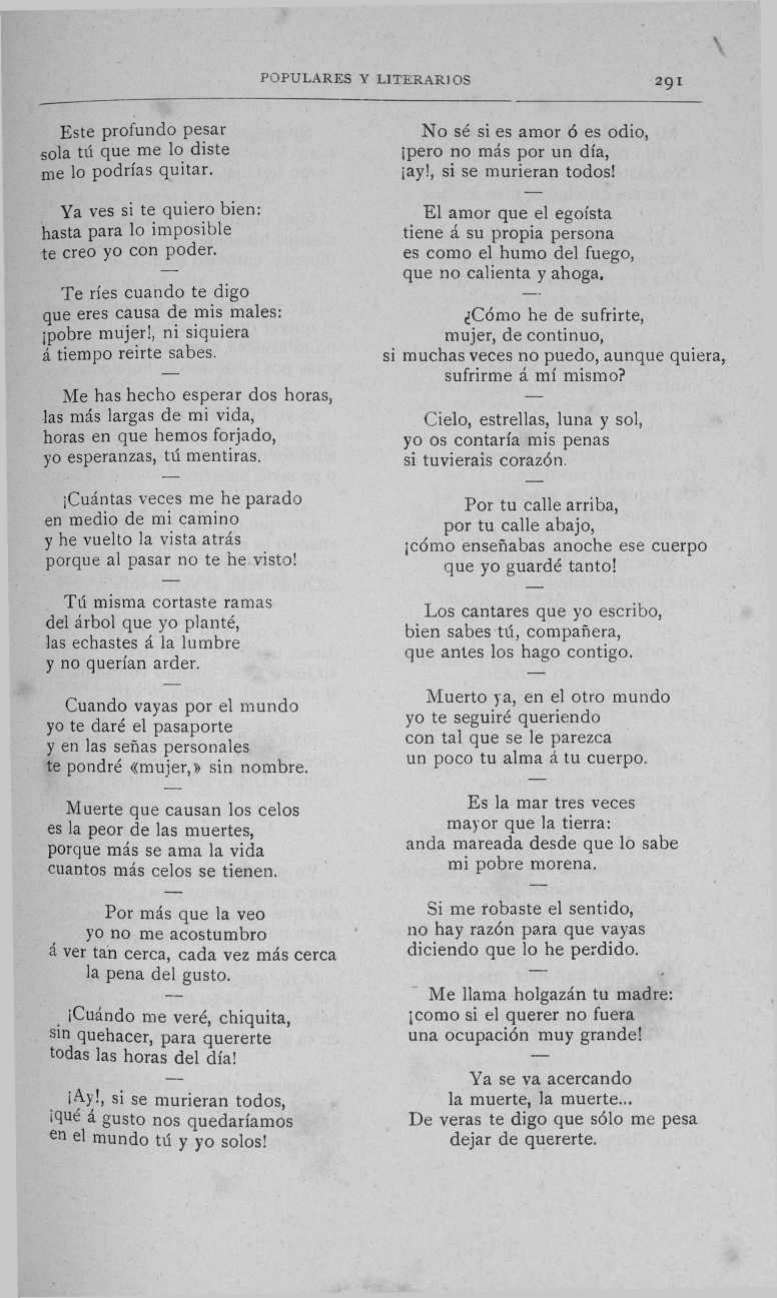 POPULARES Y LITERARIOS 291
Este profundo pesar
sola tú que me lo diste
me lo podrías quitar.
Ya ves si te quiero bien:
hasta para lo imposible
te creo yo con poder.
—
Te ríes cuando te digo
que eres causa de mis males:
¡pobre mujer!, ni siquiera
á tiempo reirte sabes.
—
Me has hecho esperar dos horas,
las más largas de mi vida,
horas en que hemos forjado,
yo esperanzas, tú mentiras.
—
¡Cuántas veces me he parado
en medio de mi camino
y he vuelto la vista atrás
porque al pasar no te he visto!
—
Tú misma cortaste ramas
del árbol que yo planté,
las echastes á la lumbre
y no querían arder.
—
Cuando vayas por el mundo
yo te daré el pasaporte
y en las señas personales
te pondré «mujer,» sin nombre.
—
Muerte que causan los celos
es la peor de las muertes,
porque más se ama la vida
cuantos más celos se tienen.
—
Por más que la veo
yo no me acostumbro
á ver tan cerca, cada vez más cerca
la pena del gusto.
—
¡Cuándo me veré, chiquita,
sin quehacer, para quererte
todas las horas del día!
—
¡Ay!, si se murieran todos,
¡qué á gusto nos quedaríamos
en el mundo tú y yo solos!
No sé si es amor ó es odio,
¡pero no más por un día,
¡ay!, si se murieran todos!
—
El amor que el egoísta
tiene á su propia persona
es como el humo del fuego,
que no calienta y ahoga.
—
¿Cómo he de sufrirte,
mujer, de continuo,
si muchas veces no puedo, aunque quiera,
sufrirme á mí mismo?
—
Cielo, estrellas, luna y sol,
yo os contaría mis penas
si tuvierais corazón.
—
Por tu calle arriba,
por tu calle abajo,
¡cómo enseñabas anoche ese cuerpo
que yo guardé tanto!
—
Los cantares que yo escribo,
bien sabes tú, compañera,
que antes los hago contigo.
—
Muerto ya, en el otro mundo
yo te seguiré queriendo
con tal que se le parezca
un poco tu alma á tu cuerpo.
—
Es la mar tres veces
mayor que la tierra:
anda mareada desde que lo sabe
mi pobre morena.
—
Si me robaste el sentido,
no hay razón para que vayas
diciendo que lo he perdido.
—
Me llama holgazán tu madre:
¡como si el querer no fuera
una ocupación muy grande!
—
Ya se va acercando
la muerte, la muerte...
De veras te digo que sólo me pesa
dejar de quererte.